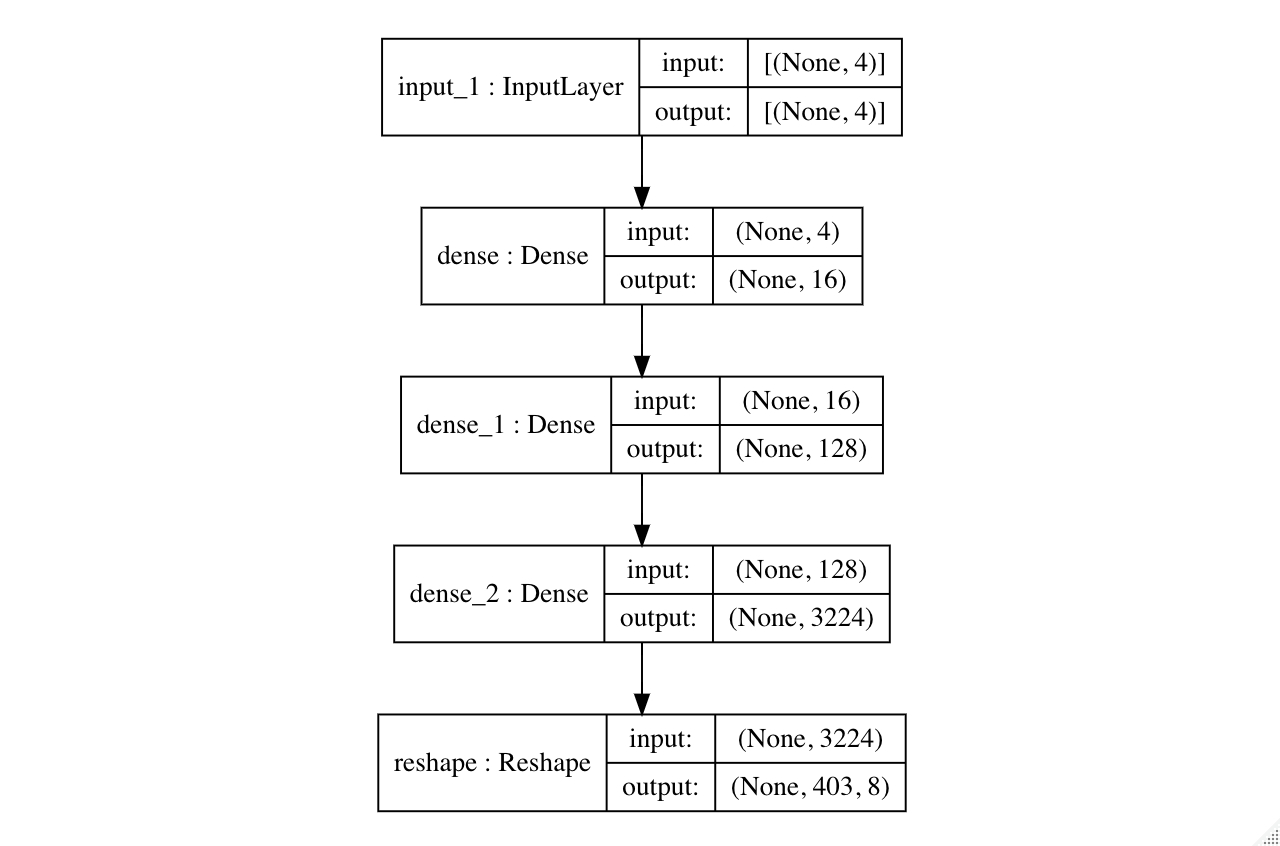 input_1 : InputLayer
input:
[(None, 4)]
output:
[(None, 4)]
dense : Dense
input:
(None, 4)
output:
(None, 16)
dense_1 : Dense
input:
(None, 16)
output:
(None, 128)
dense_2 : Dense
input:
(None, 128)
output:
(None, 3224)
reshape : Reshape
input:
(None, 3224)
output:
(None, 403, 8)